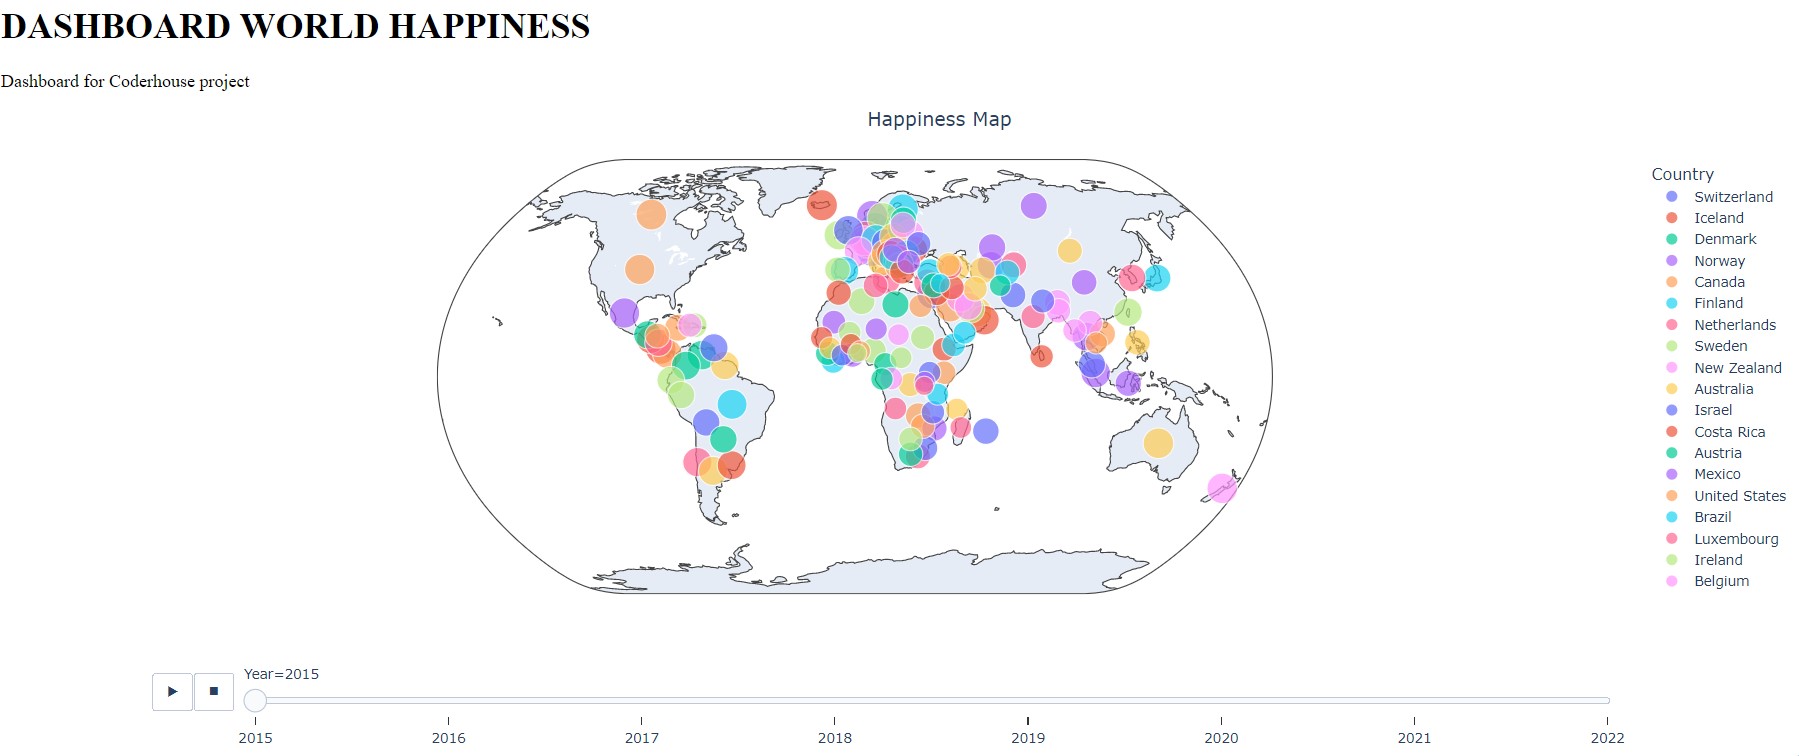 DASHBOARD WORLD HAPPINESS
Dashboard for Coderhouse project
Happiness Map
Country
Switzerland
Iceland
Denmark
Norway
Canada
Finland
Netherlands
Sweden
New Zealand
Australia
Israel
Costa Rica
Austria
Mexico
United States
Brazil
Luxembourg
Ireland
Belgium
Year=2015
2015 2016 2017 2018 2019 2020 2021 2022